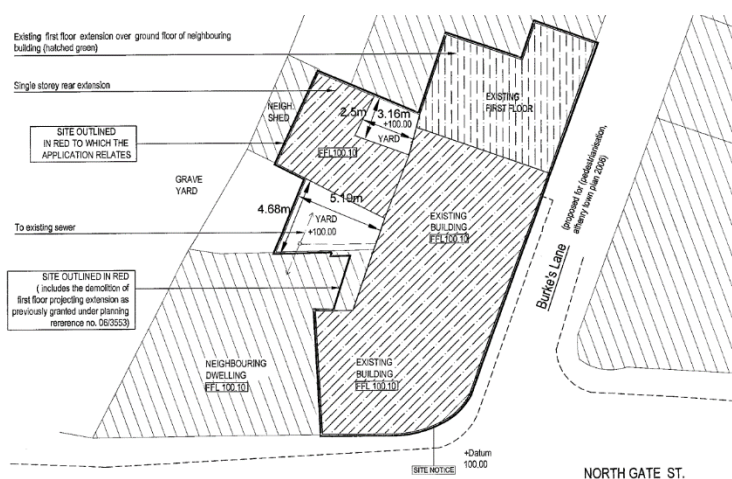 Existing first floor extension over ground floor of neighbouring
building (hatched green)
Single storey rear extension
SITE OUTLINED
IN RED TO WHICH THE
APPLICATION RELATES
GRAVE
YARD
To existing sewer
SITE OUTLINED IN RED
( includes the demolition of
first floor projecting extension as
previously granted under planning
rererence no. 06/3553)
NEIGH.
SHED
2.5m
3.16m
+100.00
YARD
FFL100.10
EXISTING
FIRST FLOOR
5.19m
4.68m
YARD
+100.00
EXISTING
BUILDING
FFL 100.10
NEIGHBOURING
DWELLING
FFL 100.10
EXISTING
BUILDING
FFL 100.10
Burke's Lane
(proposed for (pedestrianisation,
athenry town plan 2006)
+Datum
100.00
SITE NOTICE
NORTH GATE ST.